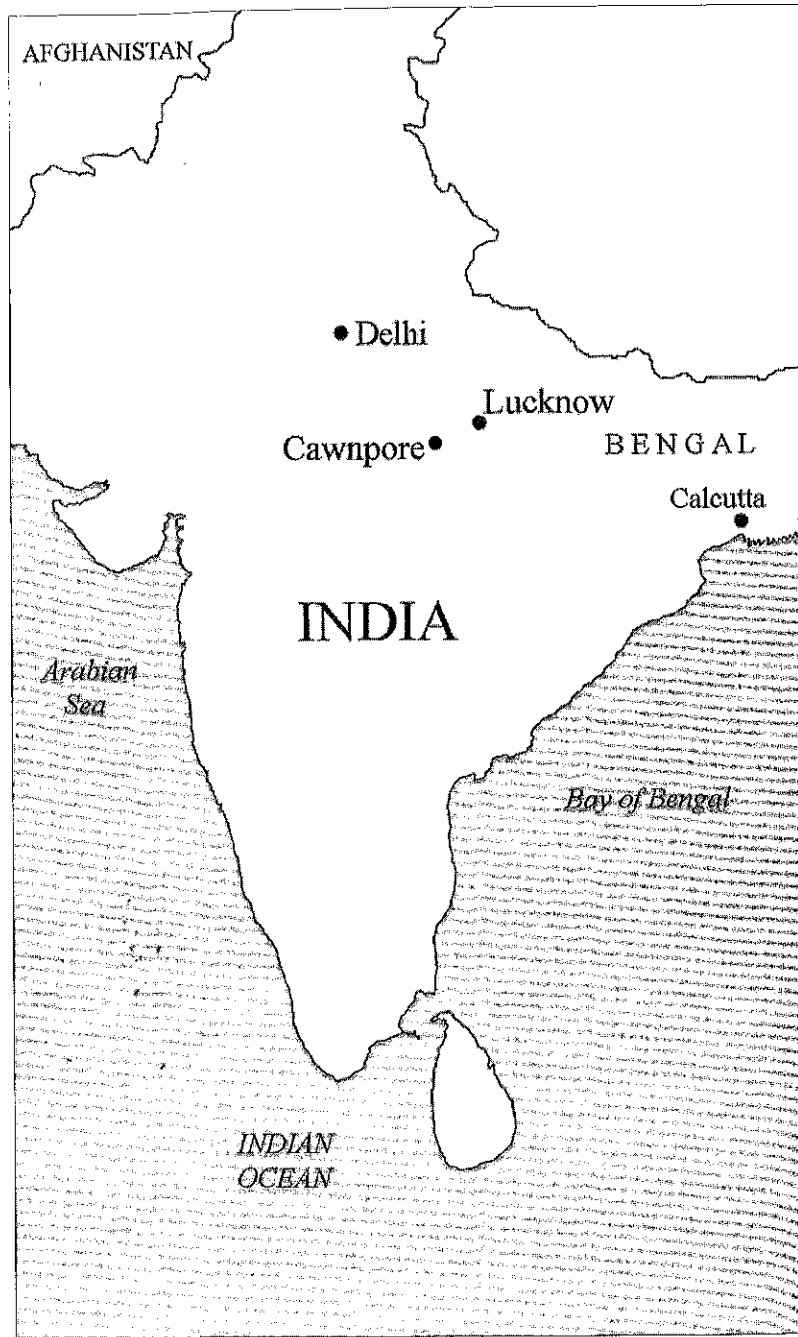 AFGHANISTAN
Delhi
Lucknow
Cawnpore
BENGAL
Calcutta
INDIA
Arabian
Sea
Bay of Bengal
INDIAN
OCEAN